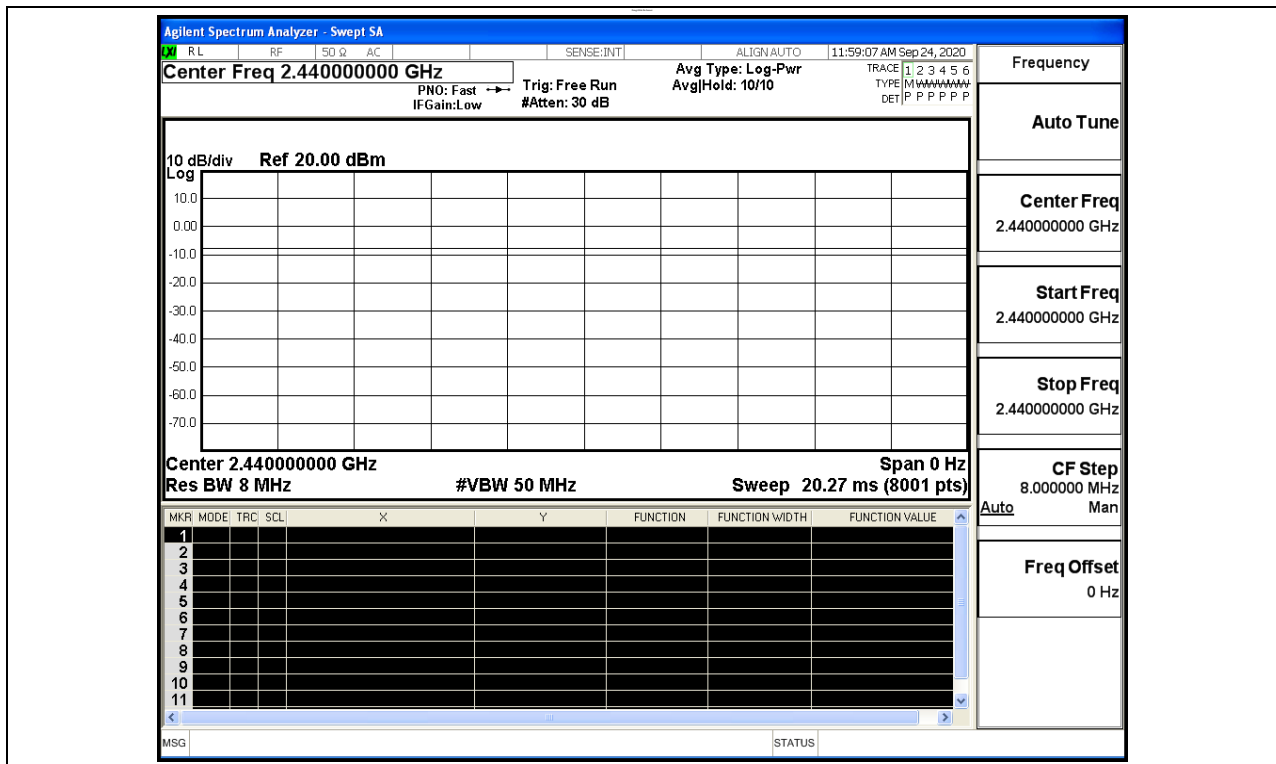 Agilent Spectrum Analyzer - Swept SA
LXI RL RF 50 Ω AC SENSE:INT ALIGN AUTO 11:59:07 AM Sep 24, 2020
Center Freq 2.440000000 GHz
PNO: Fast
IFGain:Low
Trig: Free Run
#Atten: 30 dB
Avg Type: Log-Pwr
Avg|Hold: 10/10
TRACE 1 2 3 4 5 6
TYPE M WWWWW
DET P P P P P P
10 dB/div Ref 20.00 dBm
Log
10.0
0.00
-10.0
-20.0
-30.0
-40.0
-50.0
-60.0
-70.0
Center 2.440000000 GHz Span 0 Hz
Res BW 8 MHz #VBW 50 MHz Sweep 20.27 ms (8001 pts)
MKR MODE TRC SCL X Y FUNCTION FUNCTION WIDTH FUNCTION VALUE
1
2
3
4
5
6
7
8
9
10
11
MSG STATUS
Frequency
Auto Tune
Center Freq
2.440000000 GHz
Start Freq
2.440000000 GHz
Stop Freq
2.440000000 GHz
CF Step
8.000000 MHz
Auto Man
Freq Offset
0 Hz